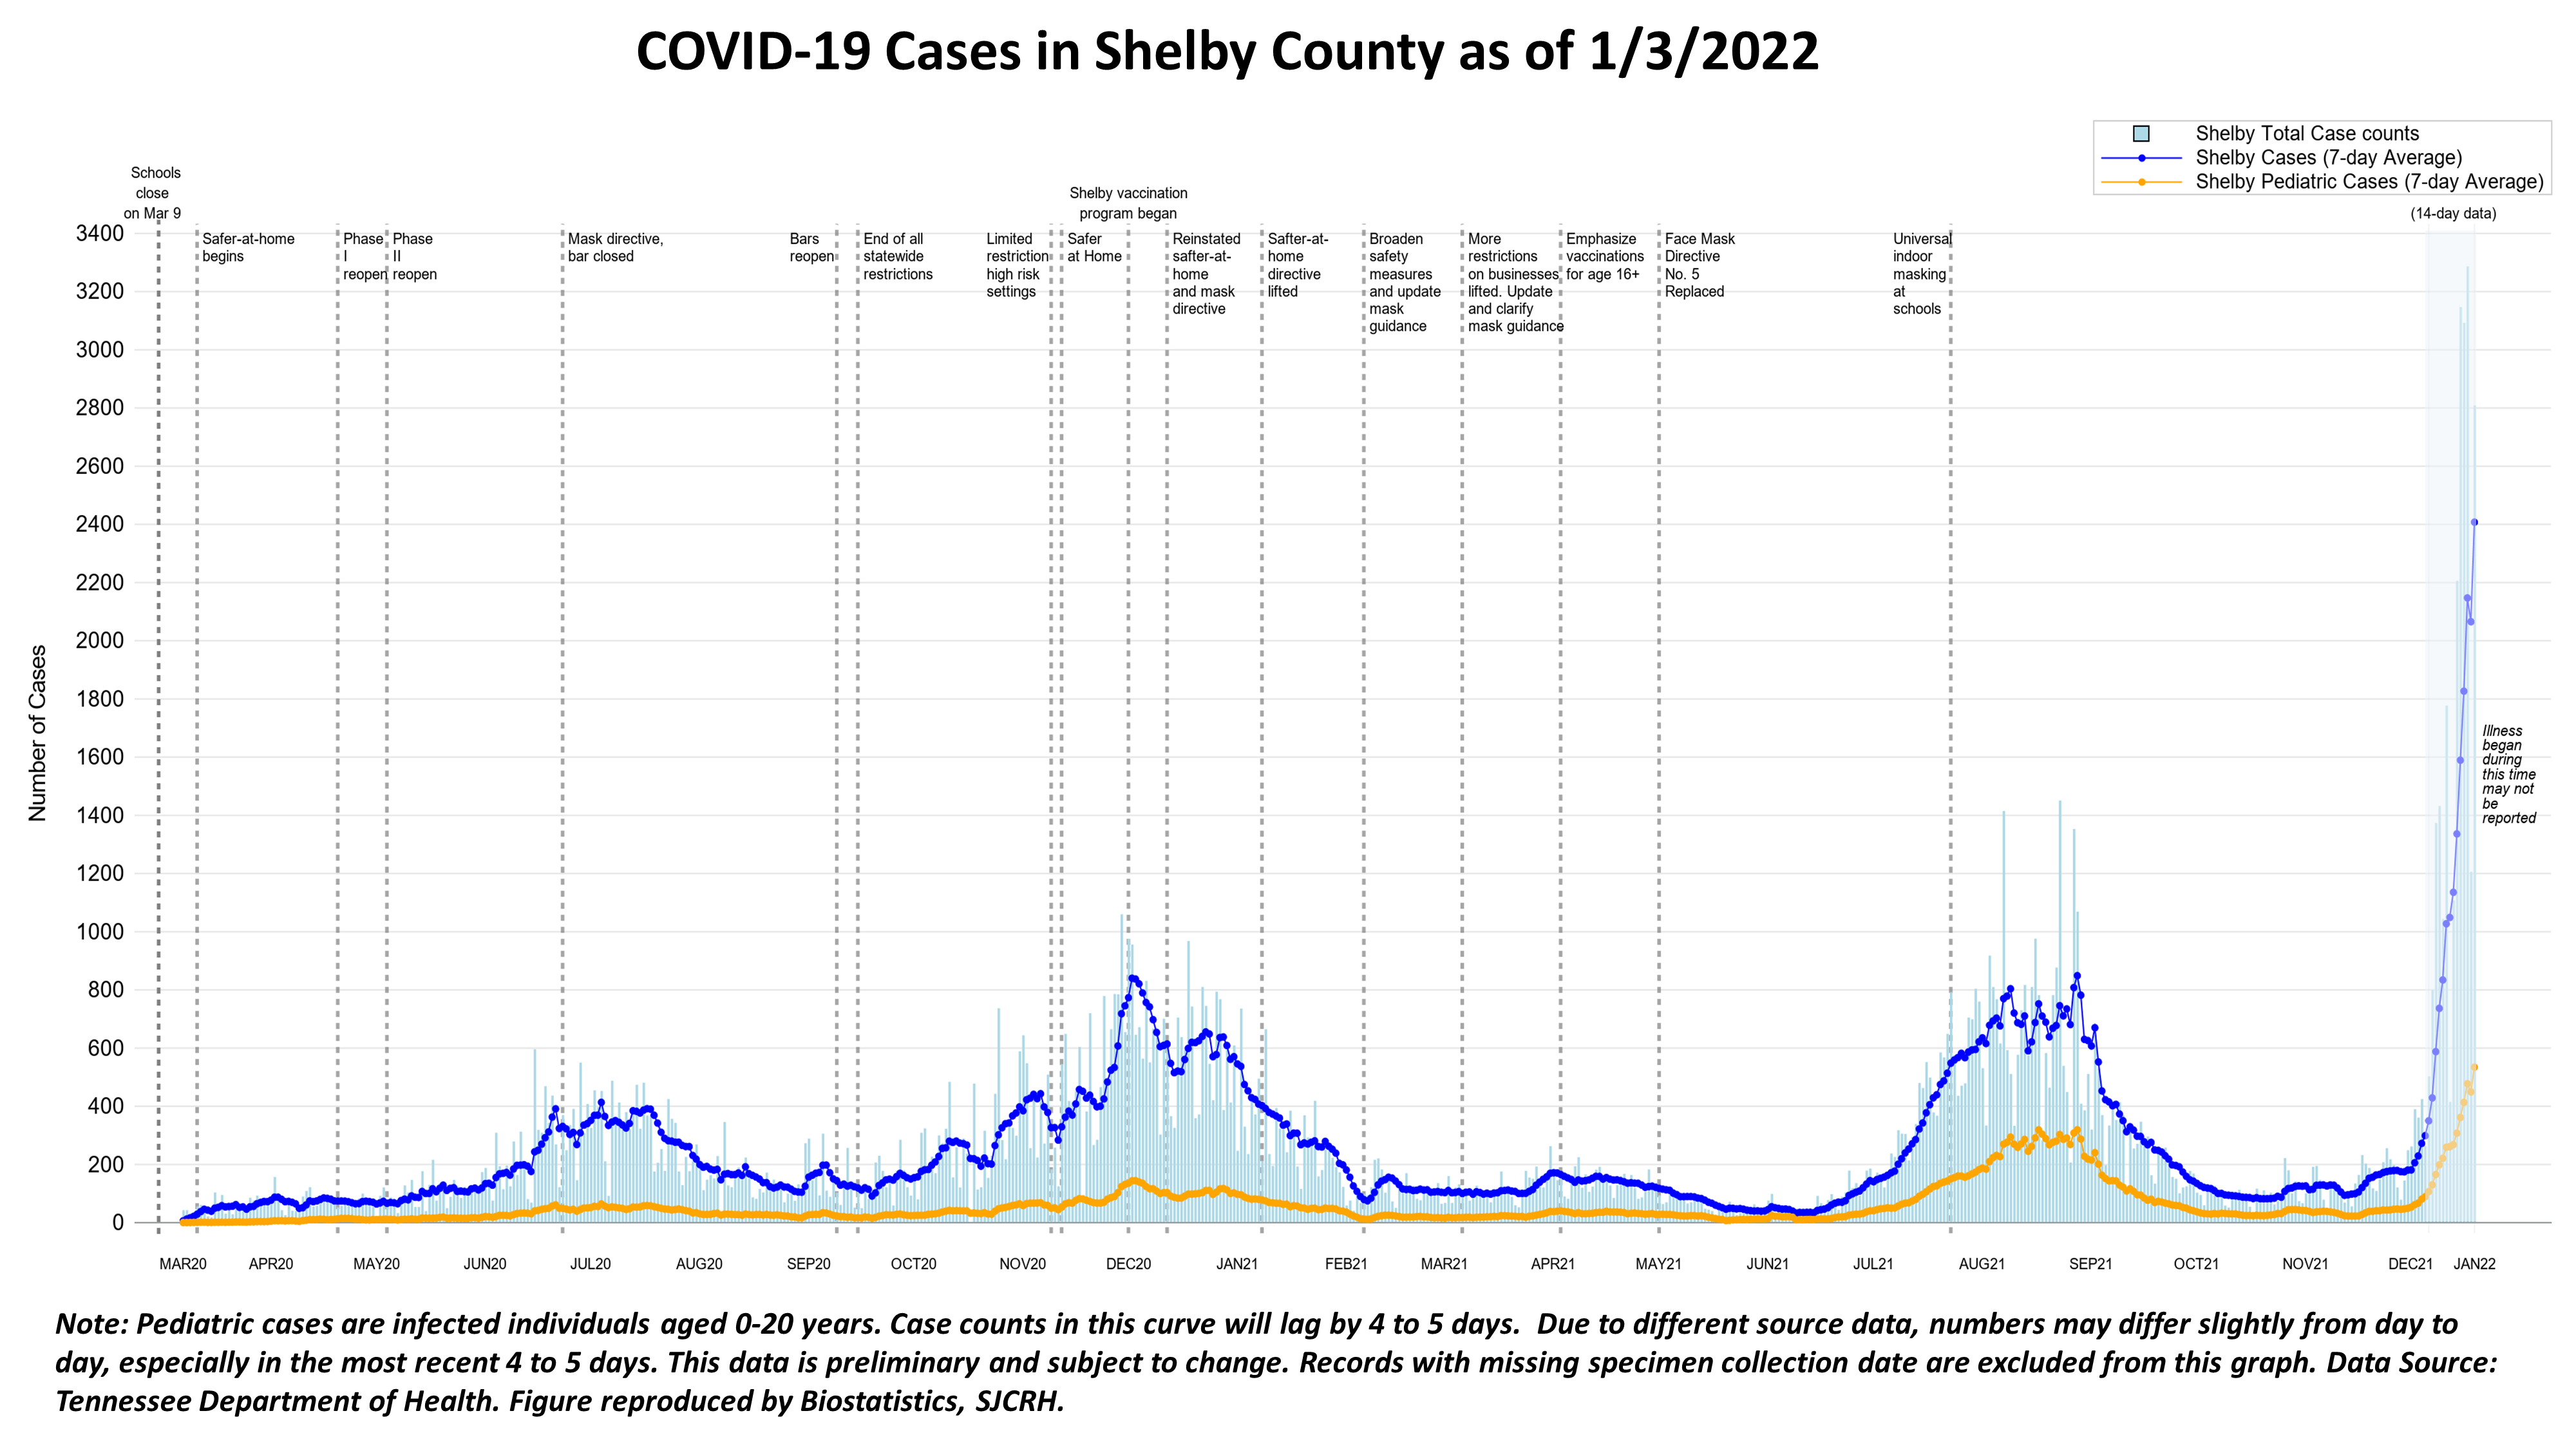 COVID-19 Cases in Shelby County as of 1/3/2022
Shelby Total Case counts
Shelby Cases (7-day Average)
Shelby Pediatric Cases (7-day Average)
(14-day data)
Schools
close
on Mar 9
Shelby vaccination
program began
Safer-at-home
begins
Phase
I
reopen
Phase
II
reopen
Mask directive,
bar closed
Bars
reopen
End of all
statewide
restrictions
Limited
restriction
high risk
settings
Safer
at Home
Reinstated
safter-at-
home
and mask
directive
Safter-at-
home
directive
lifted
Broaden
safety
measures
and update
mask
guidance
More
restrictions
on businesses
lifted. Update
and clarify
mask guidance
Emphasize
vaccinations
for age 16+
Face Mask
Directive
No. 5
Replaced
Universal
indoor
masking
at
schools
Illness
began
during
this time
may not
be
reported
Number of Cases
3400
3200
3000
2800
2600
2400
2200
2000
1800
1600
1400
1200
1000
800
600
400
200
0
MAR20 APR20 MAY20 JUN20 JUL20 AUG20 SEP20 OCT20 NOV20 DEC20 JAN21 FEB21 MAR21 APR21 MAY21 JUN21 JUL21 AUG21 SEP21 OCT21 NOV21 DEC21 JAN22
Note: Pediatric cases are infected individuals aged 0-20 years. Case counts in this curve will lag by 4 to 5 days.  Due to different source data, numbers may differ slightly from day to
day, especially in the most recent 4 to 5 days. This data is preliminary and subject to change. Records with missing specimen collection date are excluded from this graph. Data Source:
Tennessee Department of Health. Figure reproduced by Biostatistics, SJCRH.